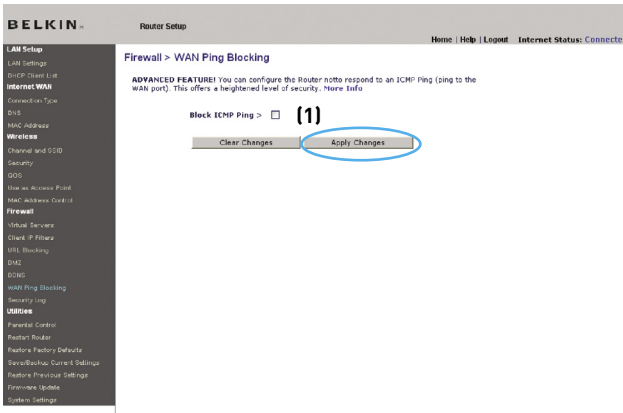 BELKIN®
Router Setup
Home | Help | Logout Internet Status: Connecte
LAN Setup
LAN Settings
DHCP Client List
Internet WAN
Connection Type
DNS
MAC Address
Wireless
Channel and SSID
Security
QOS
Use as Access Point
MAC Address Control
Firewall
Virtual Servers
Client IP Filters
URL Blocking
DMZ
DDNS
WAN Ping Blocking
Security Log
Utilities
Parental Control
Restart Router
Restore Factory Defaults
Save/Backup Current Settings
Restore Previous Settings
Firmware Update
System Settings
Firewall > WAN Ping Blocking
ADVANCED FEATURE! You can configure the Router notto respond to an ICMP Ping (ping to the
WAN port). This offers a heightened level of security. More Info
Block ICMP Ping > (1)
Clear Changes Apply Changes